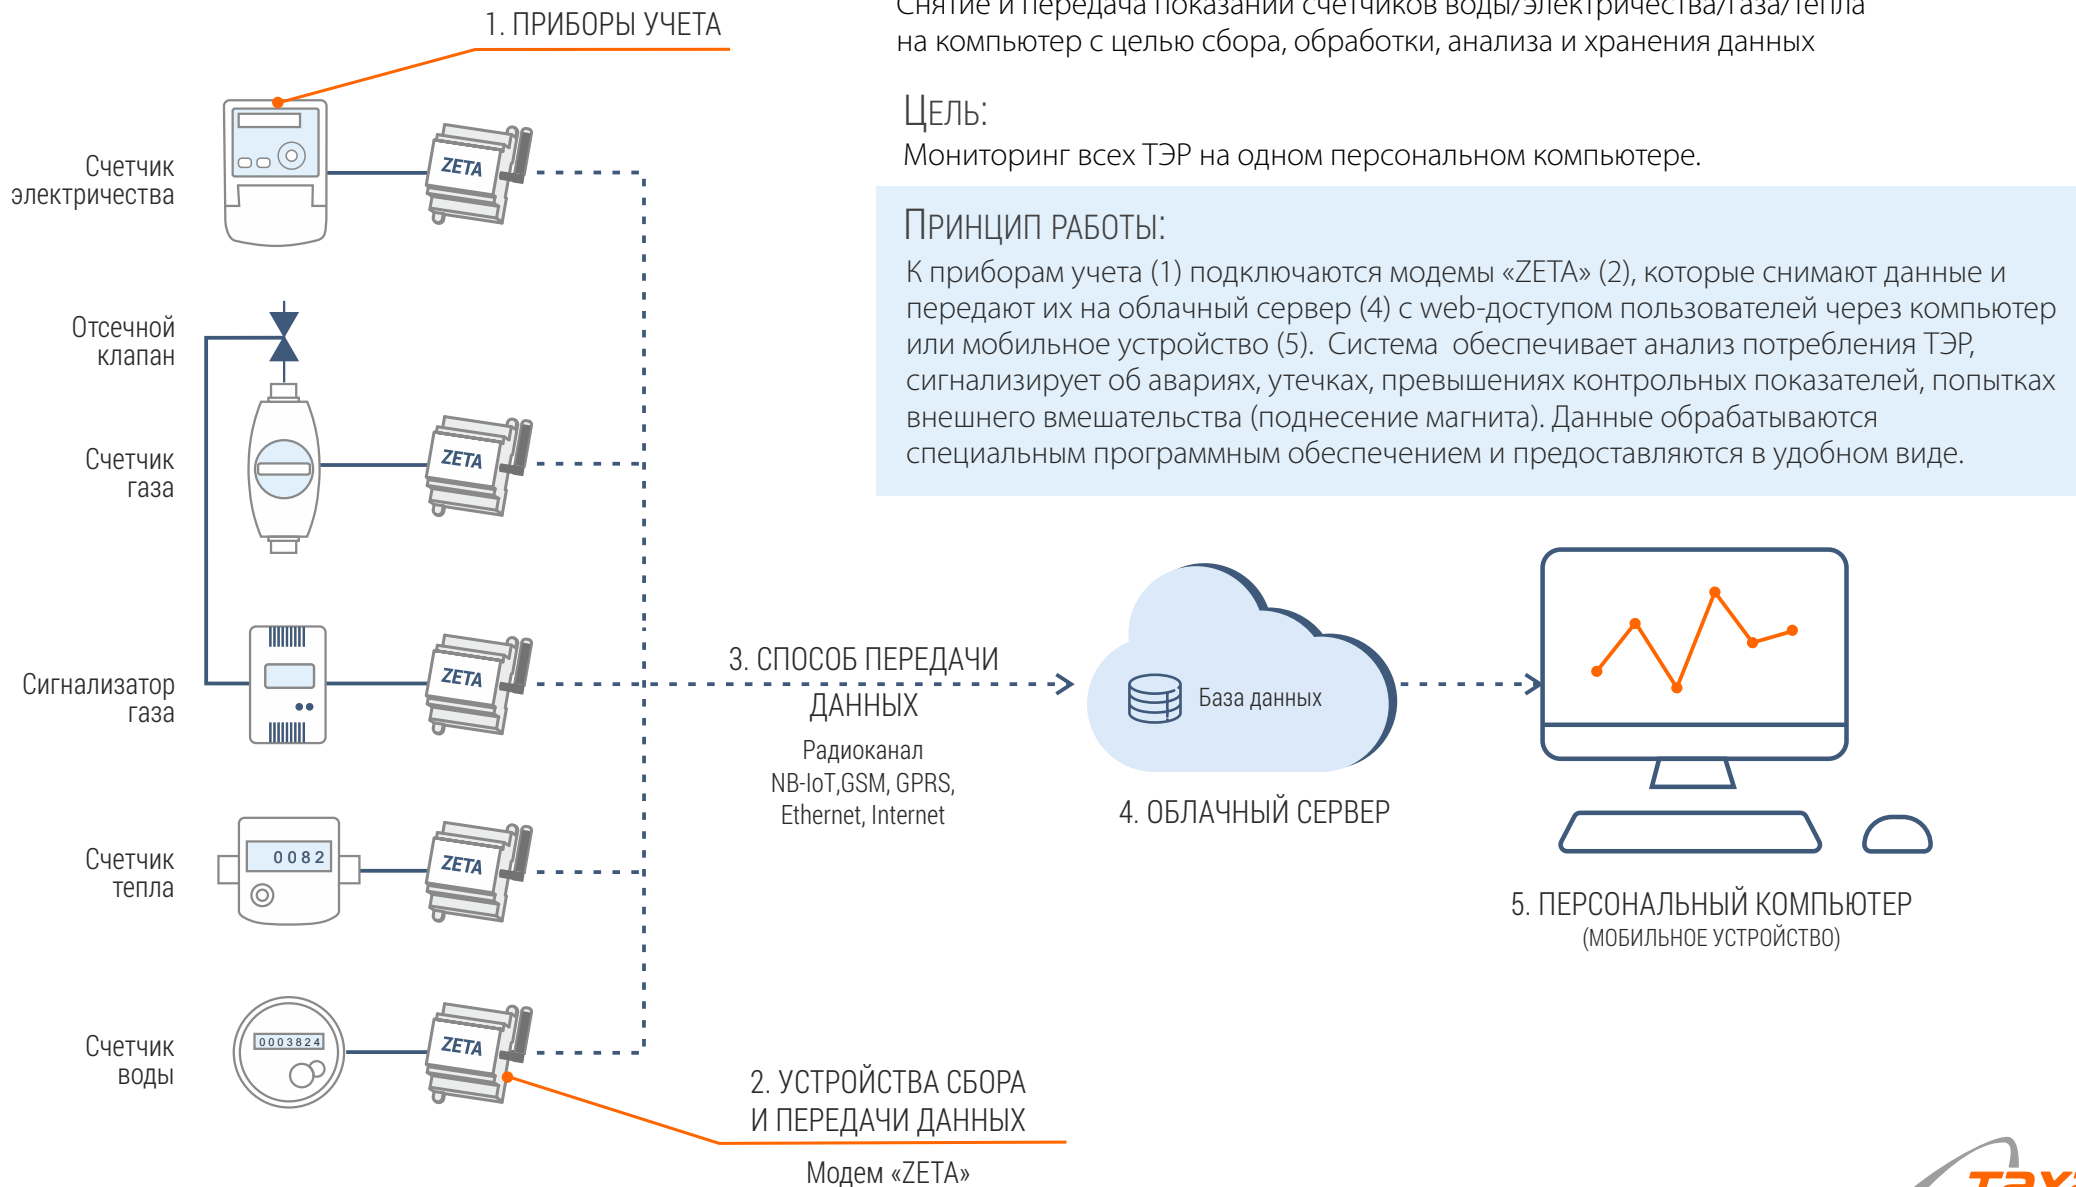 1. ПРИБОРЫ УЧЕТА
Снятие и передача показаний счетчиков воды/электричества/газа/тепла
на компьютер с целью сбора, обработки, анализа и хранения данных
Цель:
Мониторинг всех ТЭР на одном персональном компьютере.
Принцип работы:
К приборам учета (1) подключаются модемы «ZETA» (2), которые снимают данные и
передают их на облачный сервер (4) с web-доступом пользователей через компьютер
или мобильное устройство (5). Система обеспечивает анализ потребления ТЭР,
сигнализирует об авариях, утечках, превышениях контрольных показателей, попытках
внешнего вмешательства (поднесение магнита). Данные обрабатываются
специальным программным обеспечением и предоставляются в удобном виде.
Счетчик
электричества
ZETA
Отсечной
клапан
Счетчик
газа
ZETA
Сигнализатор
газа
ZETA
3. СПОСОБ ПЕРЕДАЧИ
ДАННЫХ
Радиоканал
NB-IoT,GSM, GPRS,
Ethernet, Internet
База данных
4. ОБЛАЧНЫЙ СЕРВЕР
5. ПЕРСОНАЛЬНЫЙ КОМПЬЮТЕР
(МОБИЛЬНОЕ УСТРОЙСТВО)
Счетчик
тепла
0082
ZETA
Счетчик
воды
0003824
ZETA
2. УСТРОЙСТВА СБОРА
И ПЕРЕДАЧИ ДАННЫХ
Модем «ZETA»